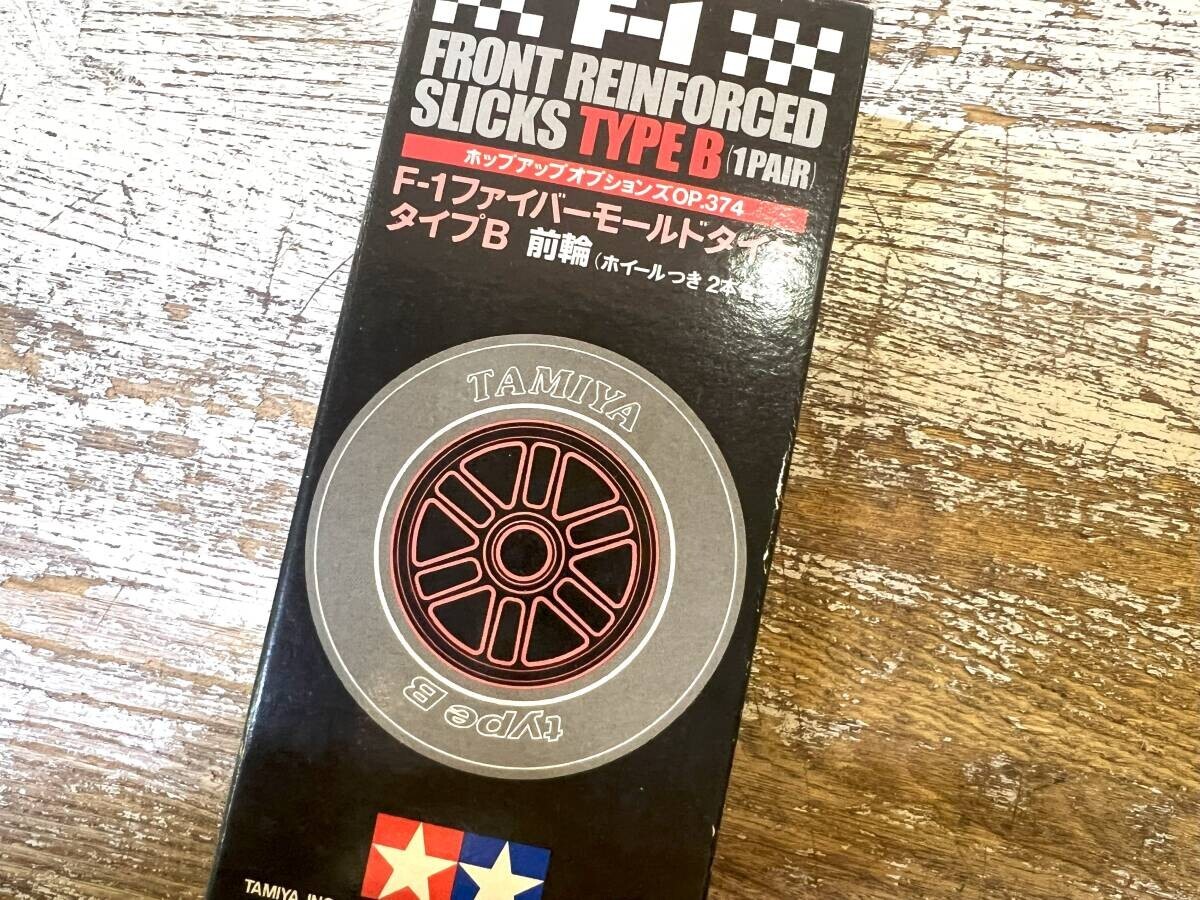 F-1
FRONT REINFORCED
SLICKS TYPE B (1PAIR)
ホップアップオプションズOP.374
F-1ファイバーモールドタイヤ
タイプB 前輪 (ホイールつき 2本
TAMIYA
type B
TAMIYA, INC